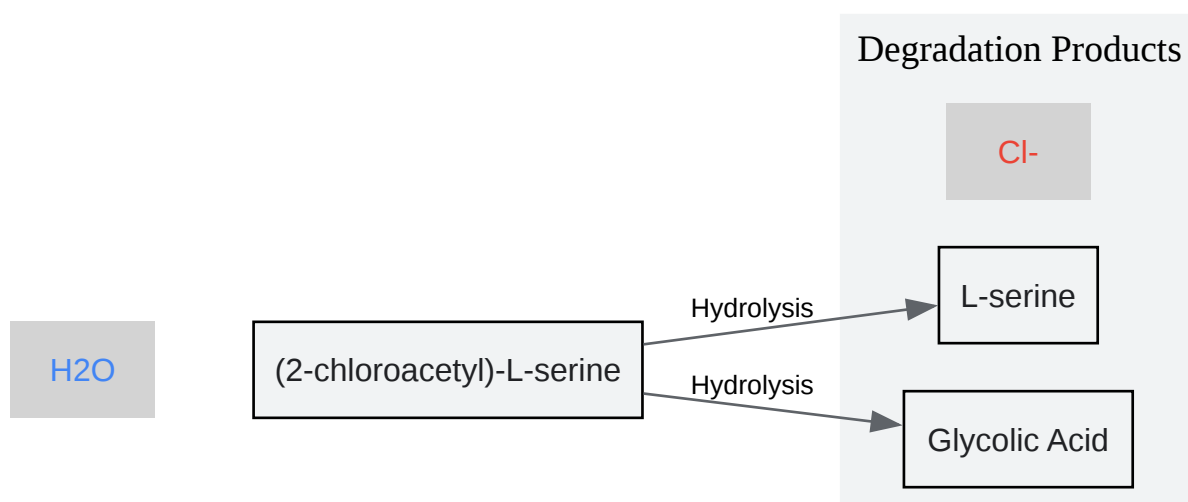 Degradation Products
Cl-
L-serine
Hydrolysis
H2O
(2-chloroacetyl)-L-serine
Hydrolysis
Glycolic Acid